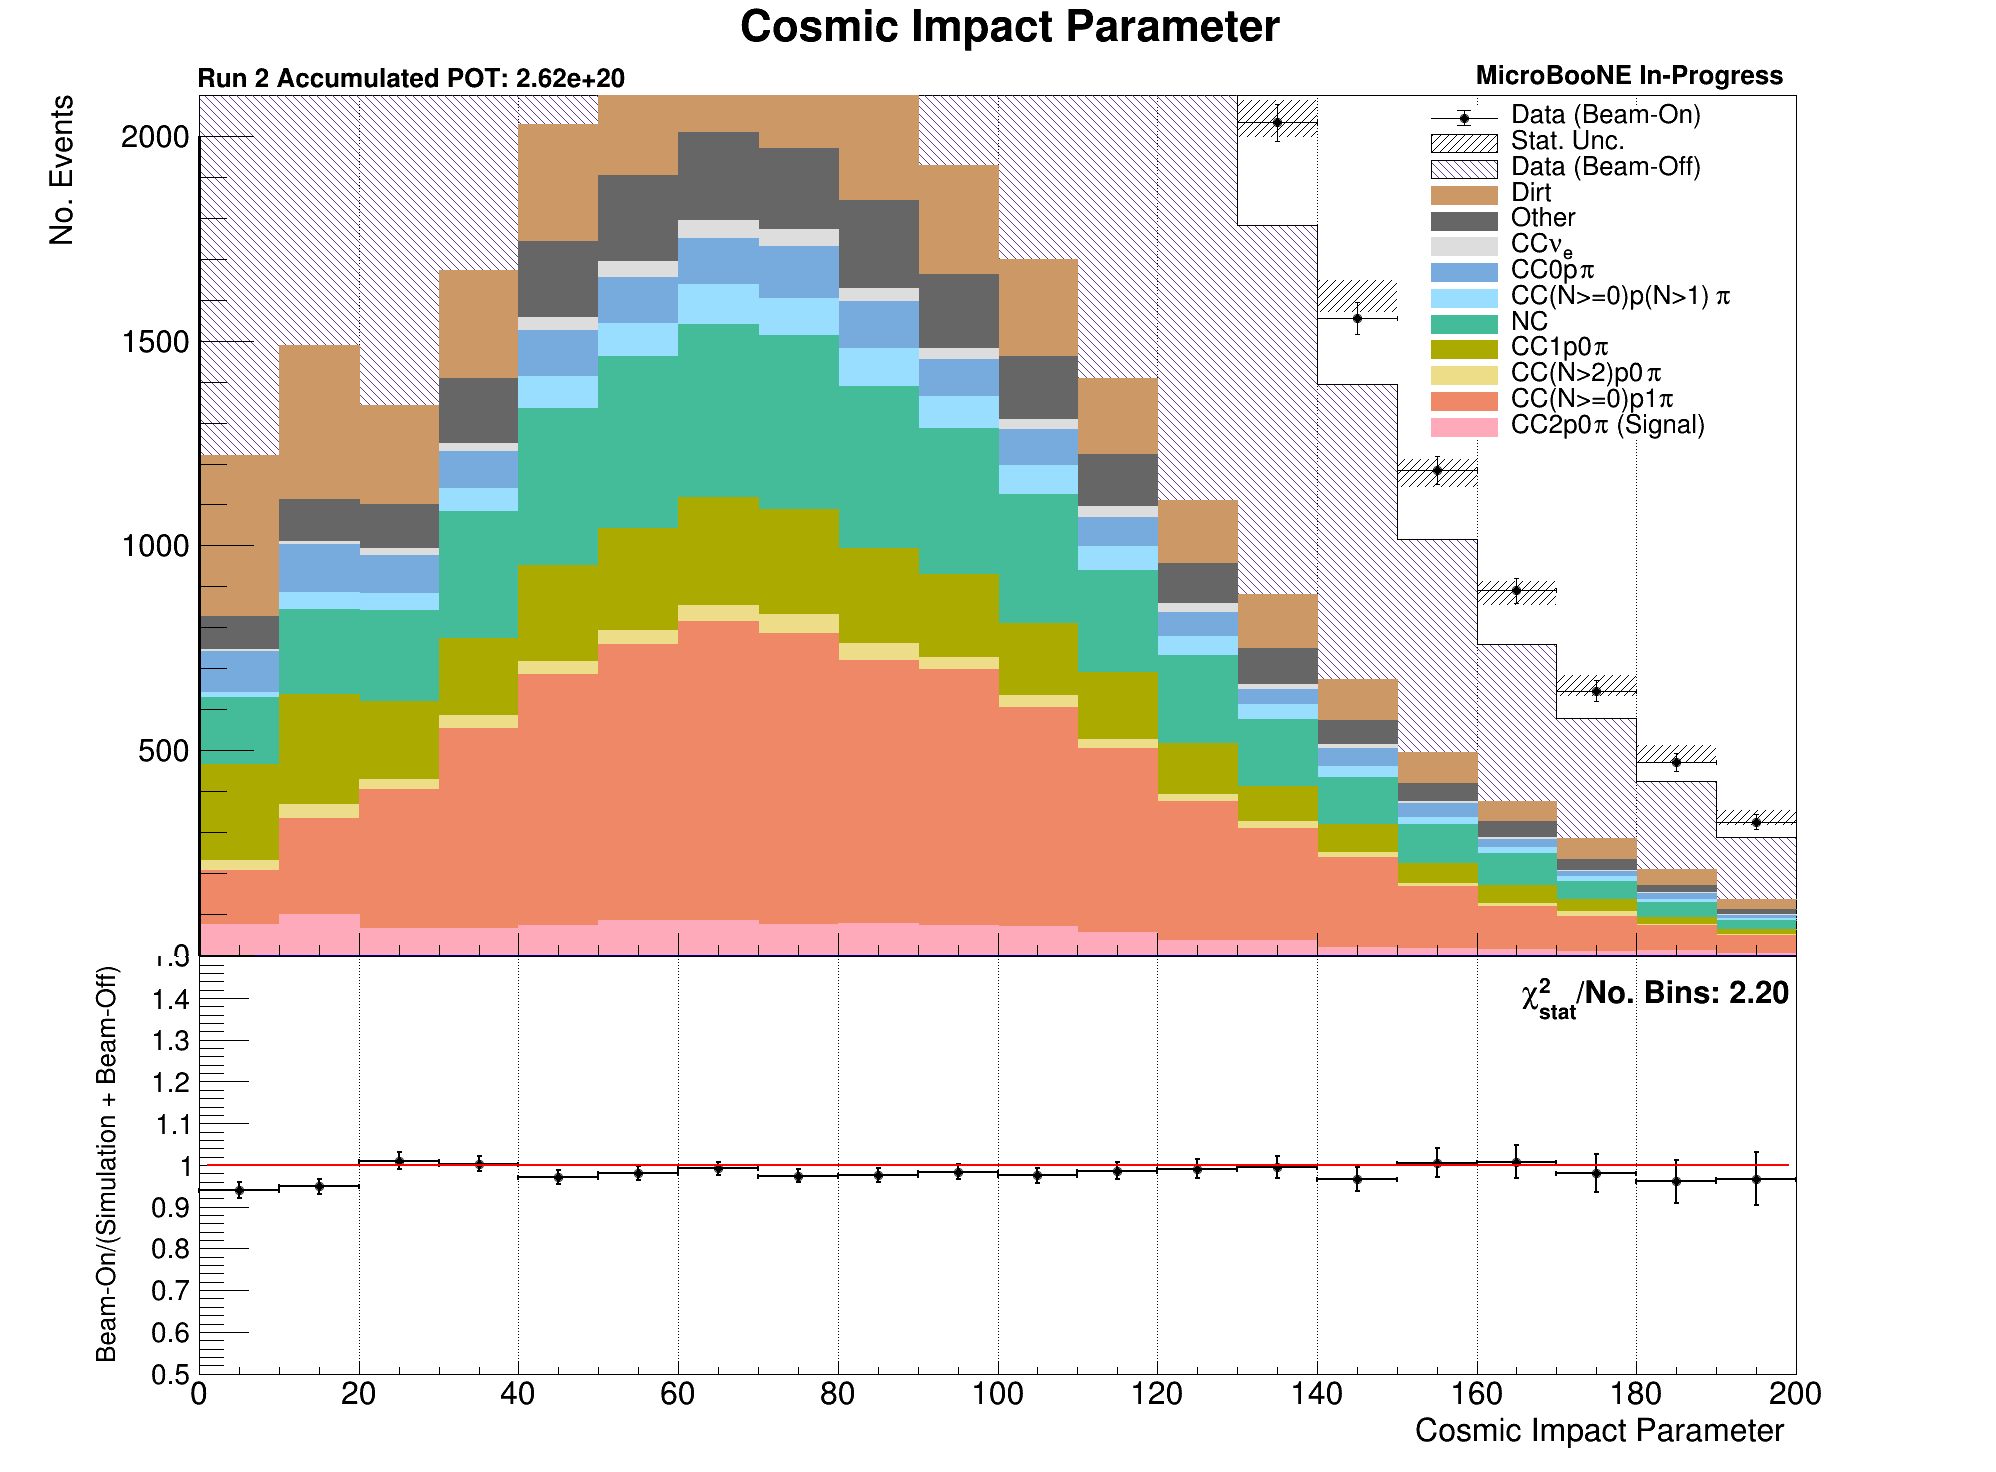 Cosmic Impact Parameter
Run 2 Accumulated POT: 2.62e+20
MicroBooNE In-Progress
No. Events
2000
1500
1000
500
0
Data (Beam-On)
Stat. Unc.
Data (Beam-Off)
Dirt
Other
CCνe
CC0pπ
CC(N>=0)p(N>1) π
NC
CC1p0π
CC(N>2)p0π
CC(N>=0)p1π
CC2p0π (Signal)
Beam-On/(Simulation + Beam-Off)
1.5
1.4
1.3
1.2
1.1
1
0.9
0.8
0.7
0.6
0.5
χ2stat/No. Bins: 2.20
0 20 40 60 80 100 120 140 160 180 200
Cosmic Impact Parameter